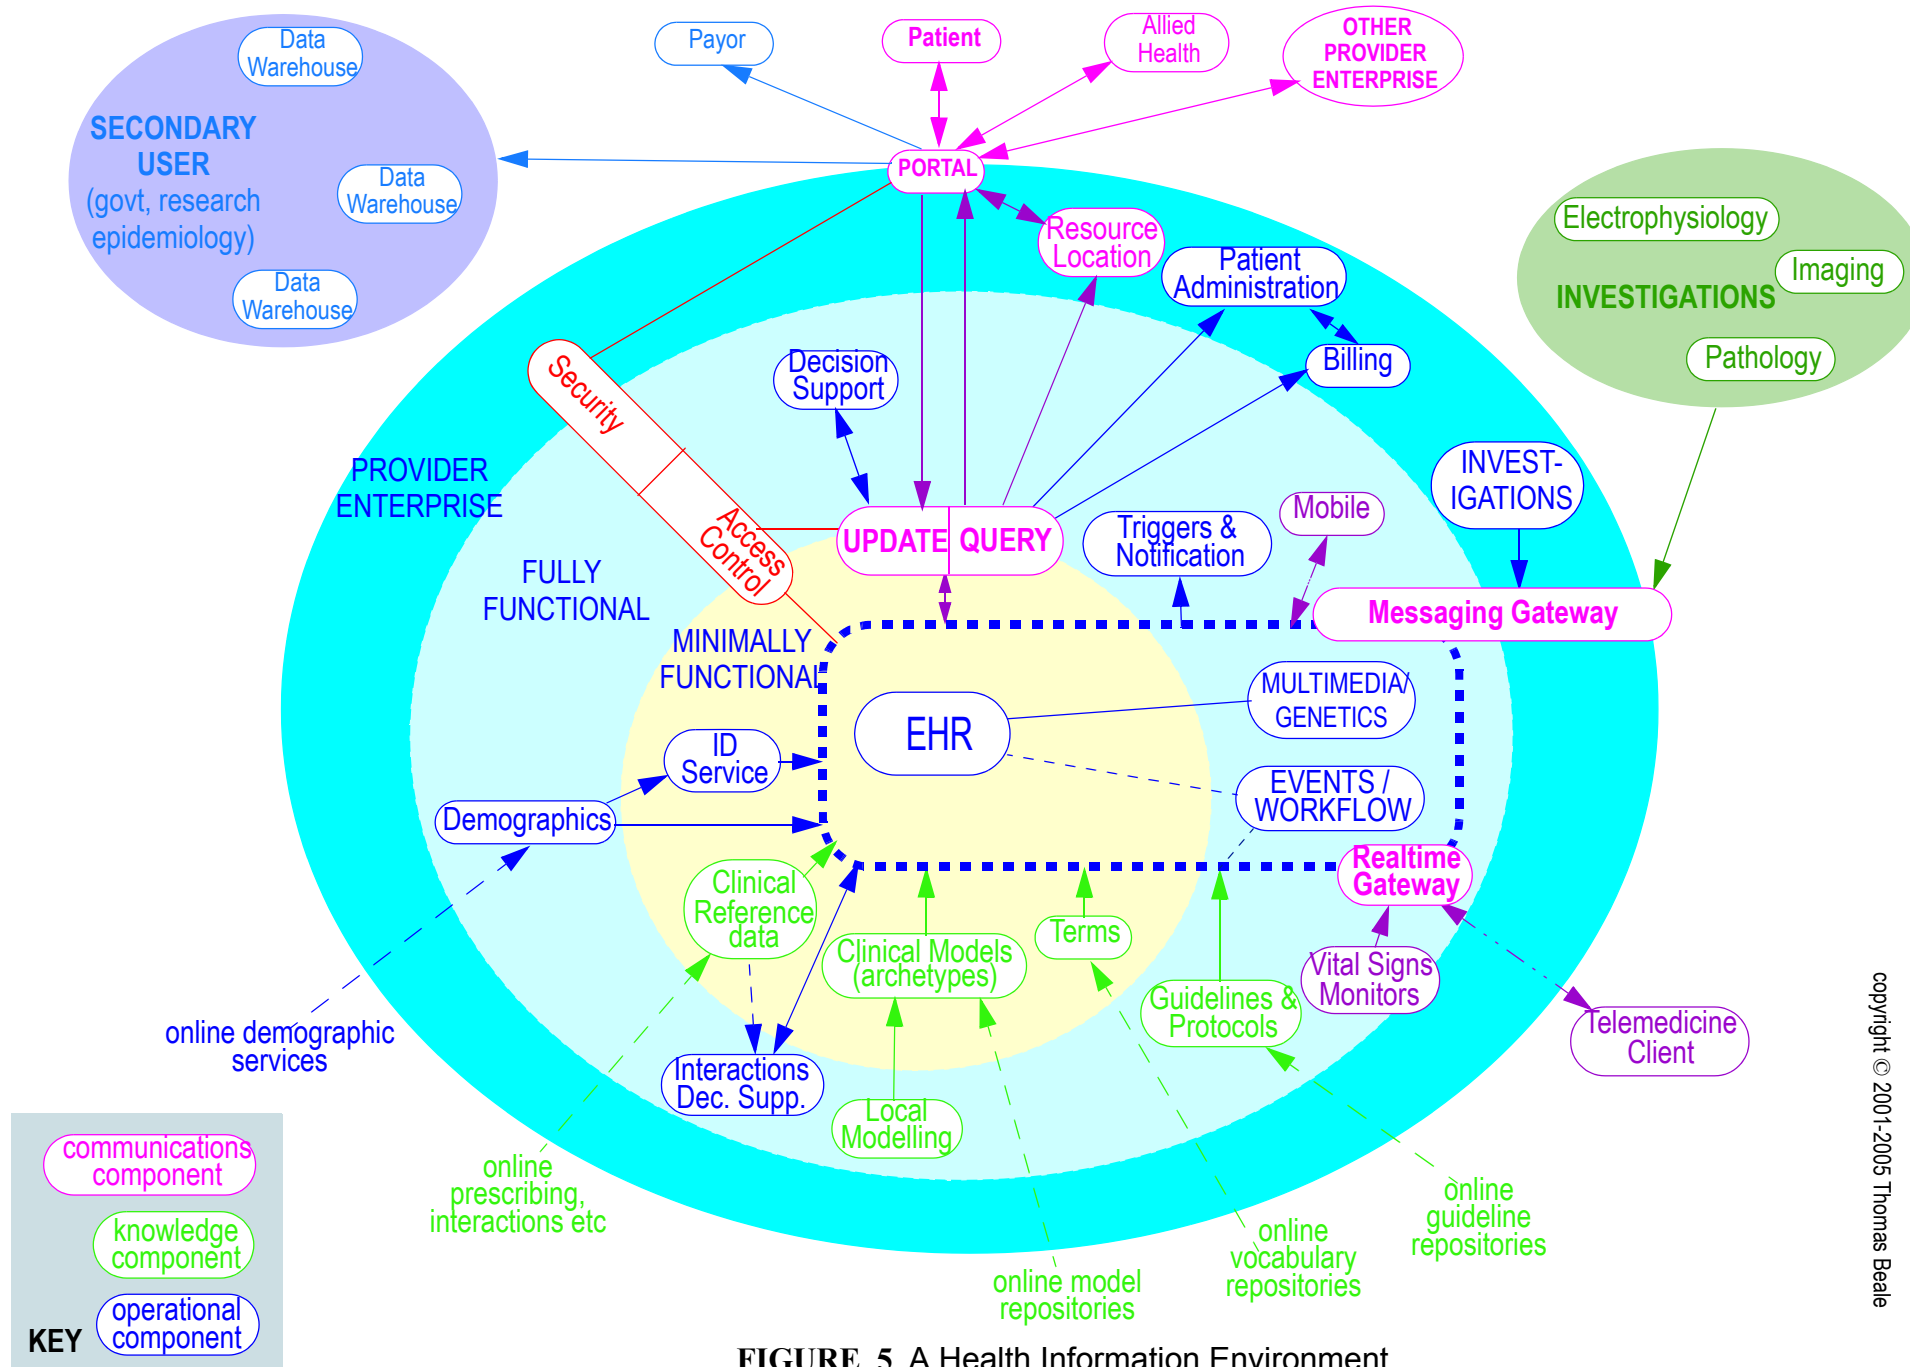 Data
Warehouse
SECONDARY
USER
(govt, research
epidemiology)
Data
Warehouse
Data
Warehouse
Payor
Patient
Allied
Health
OTHER
PROVIDER
ENTERPRISE
PORTAL
Resource
Location
Patient
Administration
Billing
Electrophysiology
Imaging
INVESTIGATIONS
Pathology
Security
Access
Control
Decision
Support
PROVIDER
ENTERPRISE
FULLY
FUNCTIONAL
MINIMALLY
FUNCTIONAL
UPDATE QUERY
Triggers &
Notification
Mobile
INVEST-
IGATIONS
Messaging Gateway
EHR
MULTIMEDIA/
GENETICS
EVENTS /
WORKFLOW
ID
Service
Demographics
Realtime
Gateway
Clinical
Reference
data
Clinical Models
(archetypes)
Terms
Guidelines &
Protocols
Vital Signs
Monitors
Telemedicine
Client
online demographic
services
Interactions
Dec. Supp.
Local
Modelling
online
prescribing,
interactions etc
online model
repositories
online
vocabulary
repositories
online
guideline
repositories
communications
component
knowledge
component
operational
component
KEY
copyright © 2001-2005 Thomas Beale
FIGURE 5 A Health Information Environment